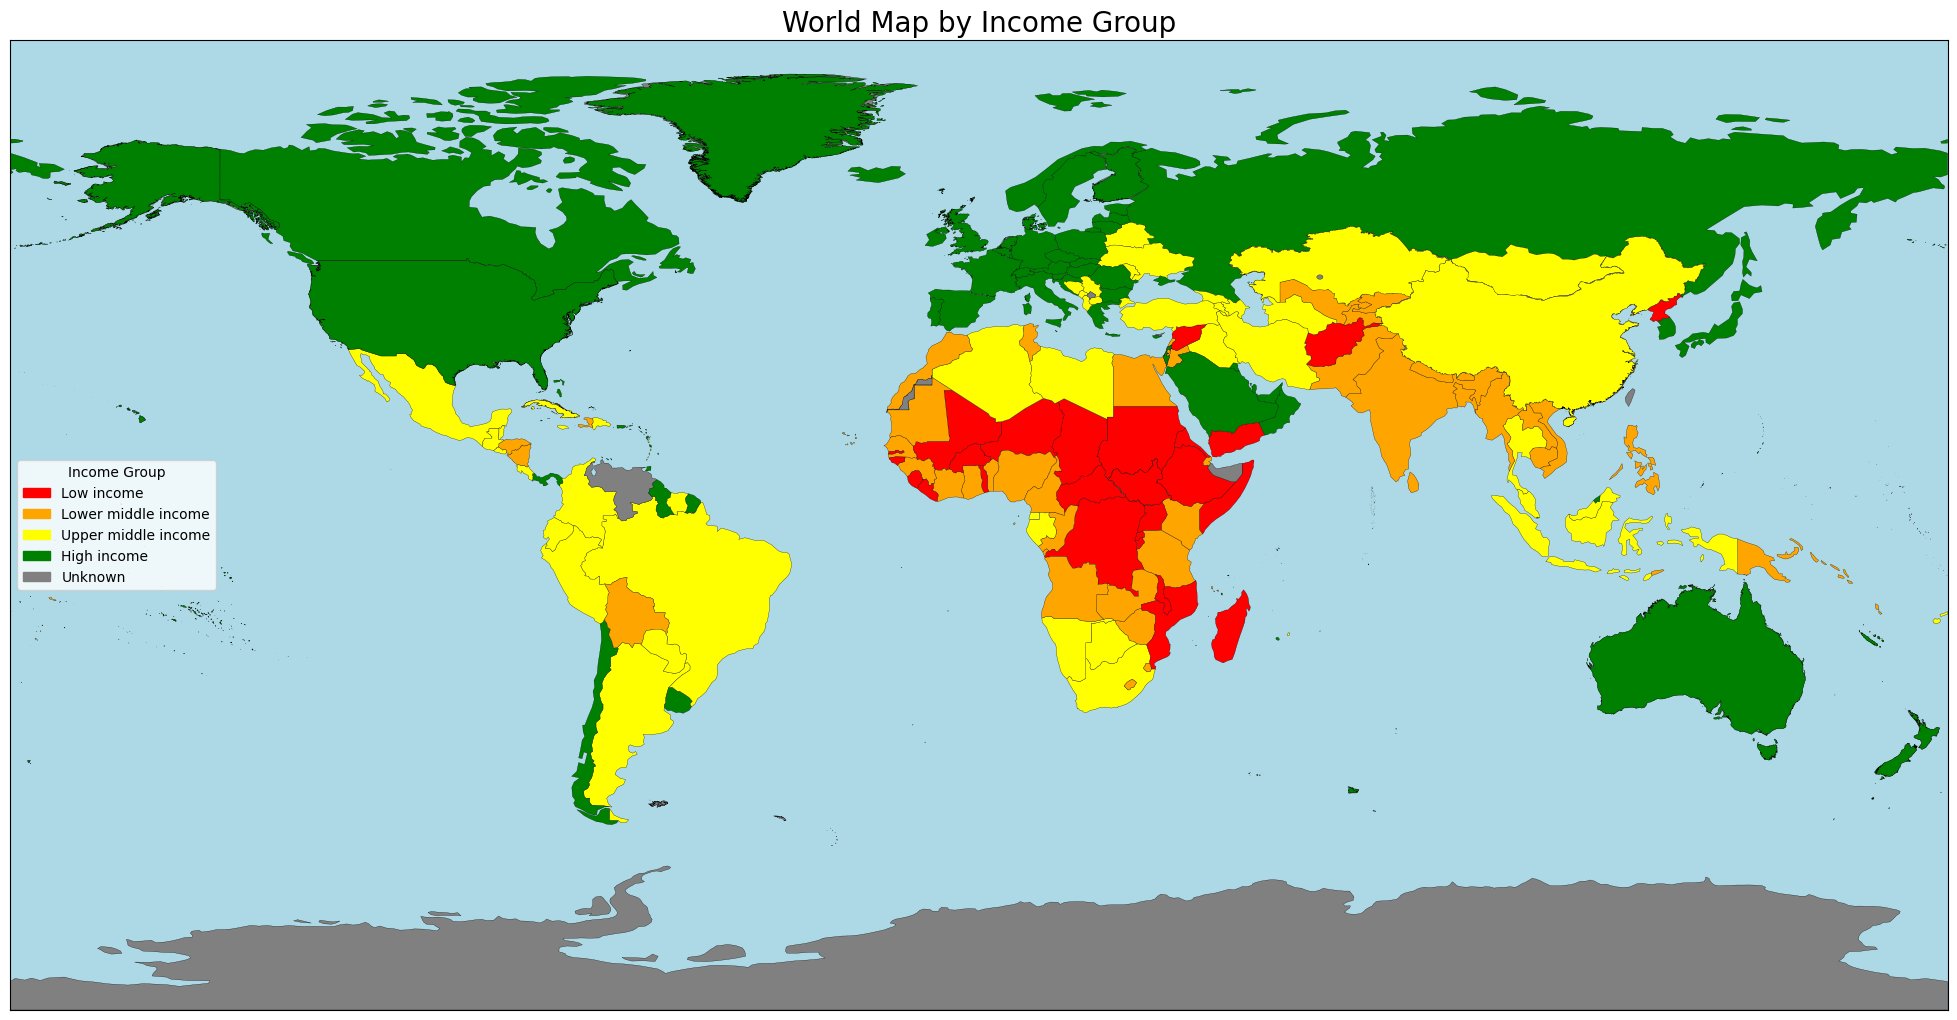 World Map by Income Group
Income Group
Low income
Lower middle income
Upper middle income
High income
Unknown